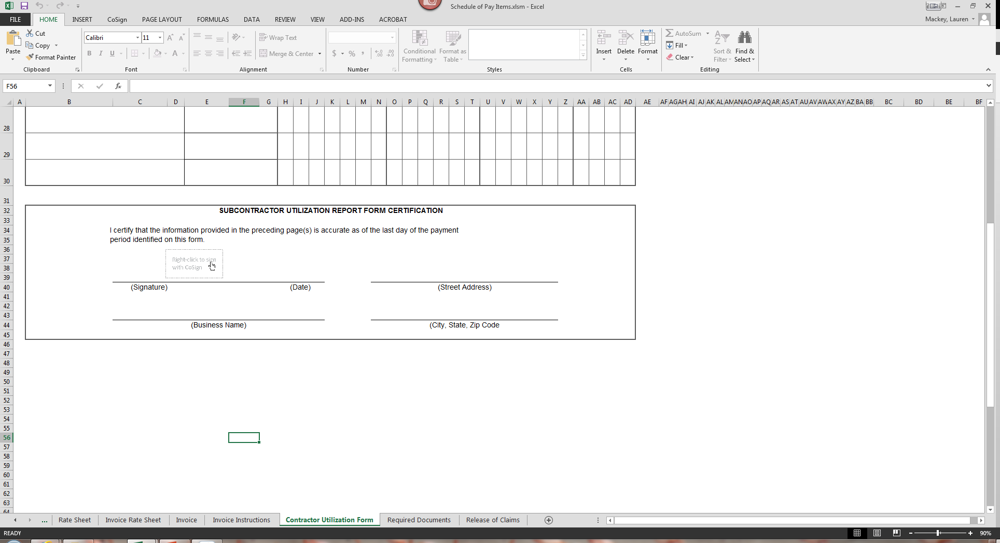 Schedule of Pay Items.xlsm - Excel
FILE HOME INSERT CoSign PAGE LAYOUT FORMULAS DATA REVIEW VIEW ADD-INS ACROBAT Mackey, Lauren
Paste
Cut
Copy
Format Painter
Clipboard
Calibri 11
B I U
Font
Wrap Text
Merge & Center
Alignment
$ % ,
Number
Conditional Formatting
Format as Table
Styles
Insert Delete Format
Cells
AutoSum
Fill
Clear
Sort & Filter
Find & Select
Editing
F56 fx
A B C D E F G H I J K L M N O P Q R S T U V W X Y Z AA AB AC AD AE AF AG AH AI AJ AK AL AM AN AO AP AQ AR AS AT AU AV AW AX AY AZ BA BB BC BD BE BF
28
29
30
31
32 SUBCONTRACTOR UTILIZATION REPORT FORM CERTIFICATION
33
34 I certify that the information provided in the preceding page(s) is accurate as of the last day of the payment
35 period identified on this form.
36
37 Right-click to sign
38 with CoSign
39
40 (Signature) (Date) (Street Address)
41
42
43
44 (Business Name) (City, State, Zip Code
45
46
47
48
49
50
51
52
53
54
55
56
57
58
59
60
61
62
63
64
... Rate Sheet Invoice Rate Sheet Invoice Invoice Instructions Contractor Utilization Form Required Documents Release of Claims
READY 90%